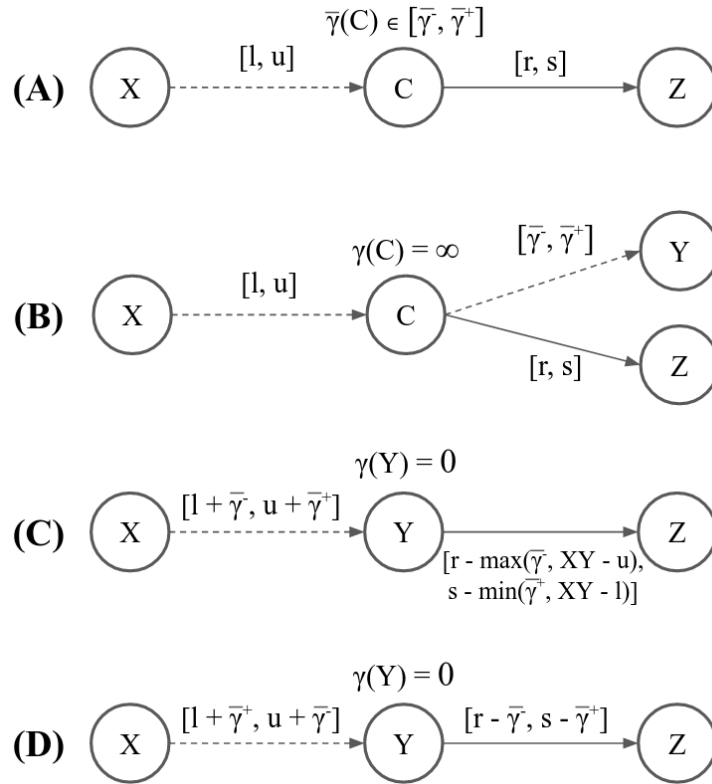 γ̅(C) ∈ [γ̅⁻, γ̅⁺]
(A) X [l, u] C [r, s] Z
[γ̅⁻, γ̅⁺] Y
γ(C) = ∞
(B) X [l, u] C
[r, s] Z
γ(Y) = 0
(C) X [l + γ̅⁻, u + γ̅⁺] Y Z
[r - max(γ̅⁻, XY - u),
s - min(γ̅⁺, XY - l)]
γ(Y) = 0
(D) X [l + γ̅⁺, u + γ̅⁻] Y [r - γ̅⁻, s - γ̅⁺] Z